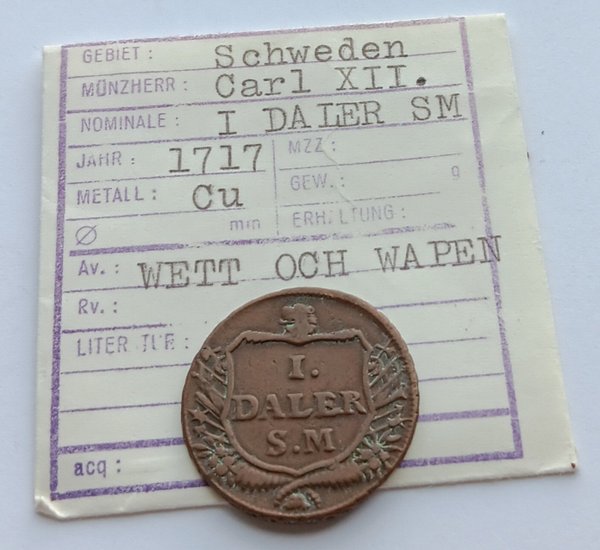 GEBIET : Schweden
MÜNZHERR : Carl XII.
NOMINALE : I DALER SM
JAHR : 1717 MZZ :
METALL : Cu GEW. : g
Ø mm ERHALTUNG :
Av. : WETT OCH WAPEN
Rv. :
LITERATUR :
acq :
I.
DALER
S.M